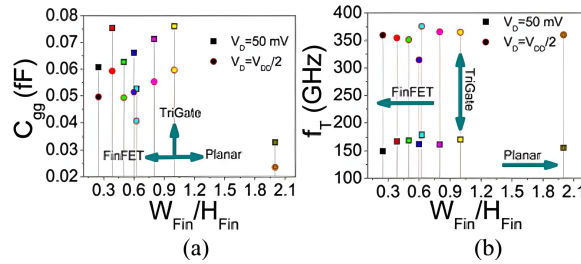 (a)
C_gg (fF)
0.08
0.07
0.06
0.05
0.04
0.03
0.02
V_D=50 mV
V_D=V_DD/2
TriGate
FinFET
Planar
0.3 0.6 0.9 1.2 1.5 1.8 2.1
W_Fin/H_Fin
(a)
(b)
f_T (GHz)
400
350
300
250
200
150
100
V_D=50 mV
V_D=V_DD/2
FinFET
TriGate
Planar
0.3 0.6 0.9 1.2 1.5 1.8 2.1
W_Fin/H_Fin
(b)